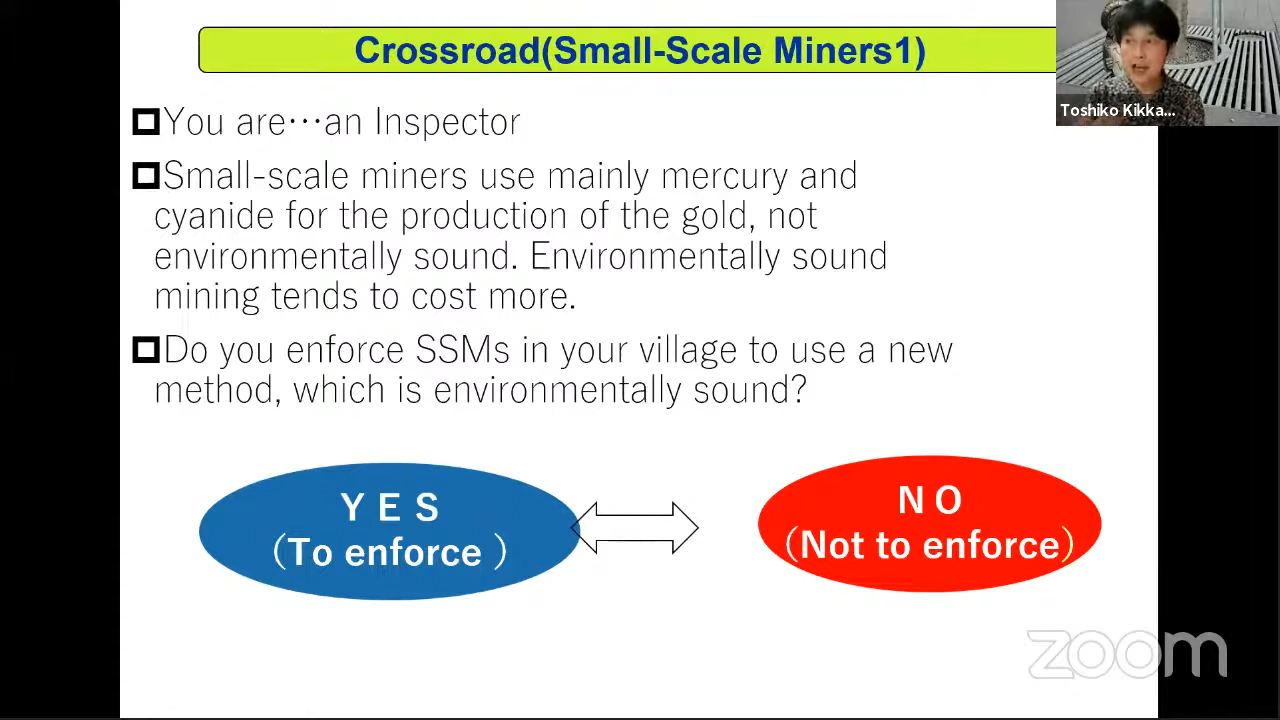 Crossroad(Small-Scale Miners1)
Toshiko Kikka...
You are…an Inspector
Small-scale miners use mainly mercury and
cyanide for the production of the gold, not
environmentally sound. Environmentally sound
mining tends to cost more.
Do you enforce SSMs in your village to use a new
method, which is environmentally sound?
YES
(To enforce )
NO
(Not to enforce)
zoom